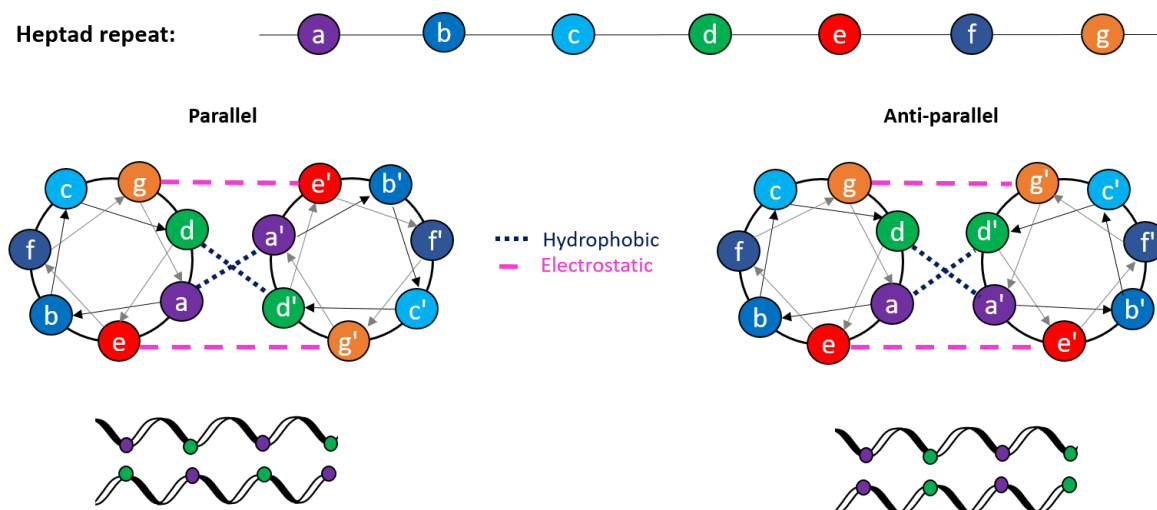 Heptad repeat: a b c d e f g
Parallel Anti-parallel
c g e' b' c g g' c'
d a' f' d d' f'
f f
Hydrophobic
Electrostatic
b a d' c' b a a' b'
e g' e e'